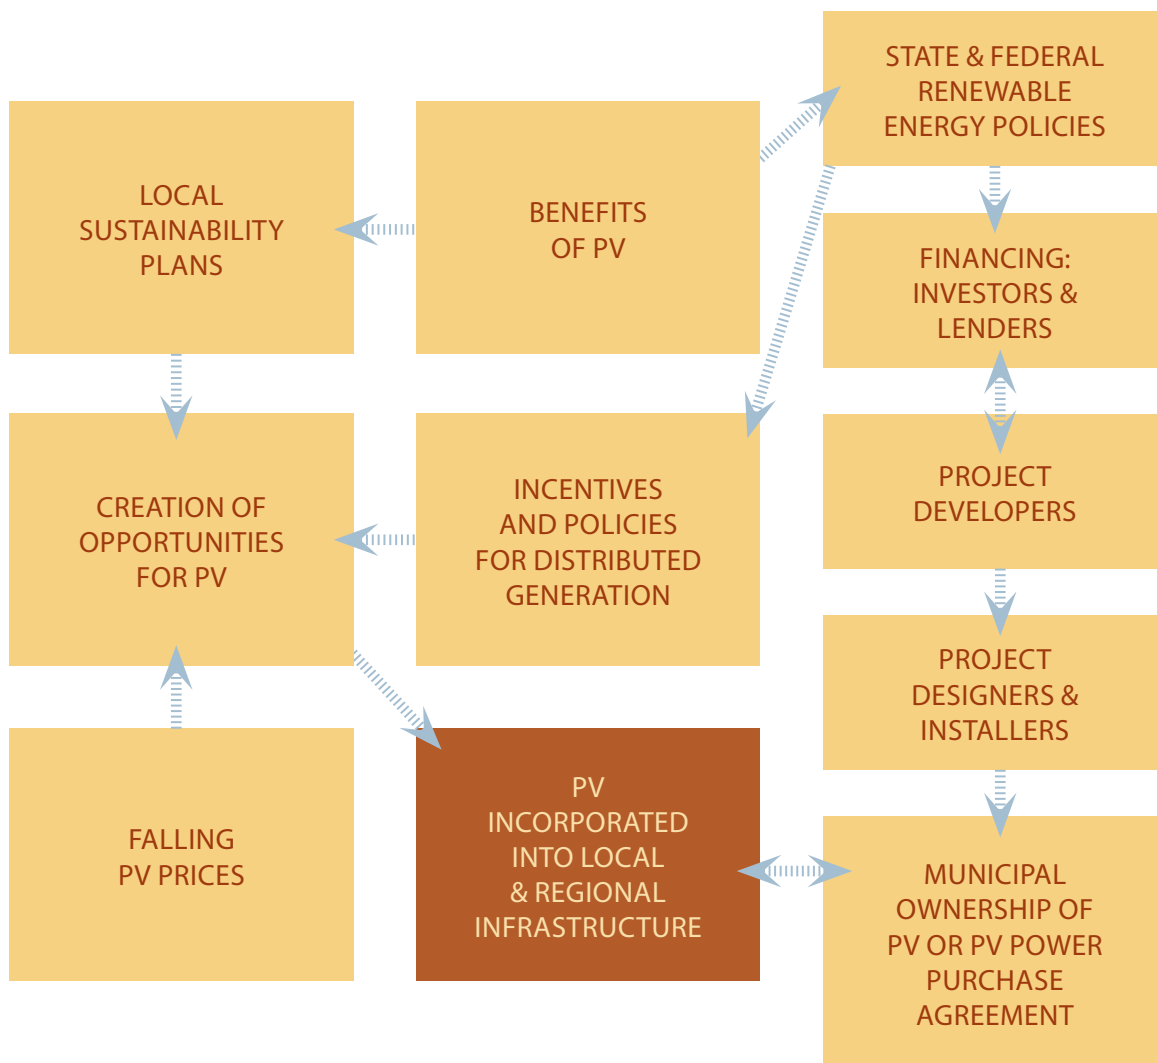 STATE & FEDERAL
RENEWABLE
ENERGY POLICIES
LOCAL
SUSTAINABILITY
PLANS
BENEFITS
OF PV
FINANCING:
INVESTORS &
LENDERS
CREATION OF
OPPORTUNITIES
FOR PV
INCENTIVES
AND POLICIES
FOR DISTRIBUTED
GENERATION
PROJECT
DEVELOPERS
PROJECT
DESIGNERS &
INSTALLERS
FALLING
PV PRICES
PV
INCORPORATED
INTO LOCAL
& REGIONAL
INFRASTRUCTURE
MUNICIPAL
OWNERSHIP OF
PV OR PV POWER
PURCHASE
AGREEMENT